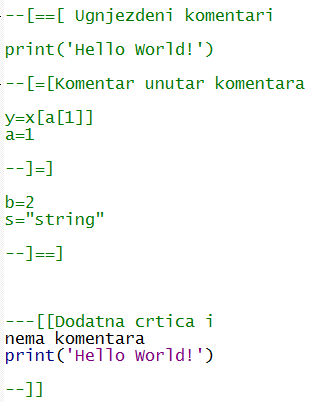 --[==[ Ugnjezdeni komentari
print('Hello World!')
--[=[Komentar unutar komentara
y=x[a[1]]
a=1
--]=]
b=2
s="string"
--]==]
---[[Dodatna crtica i
nema komentara
print('Hello World!')
--]]